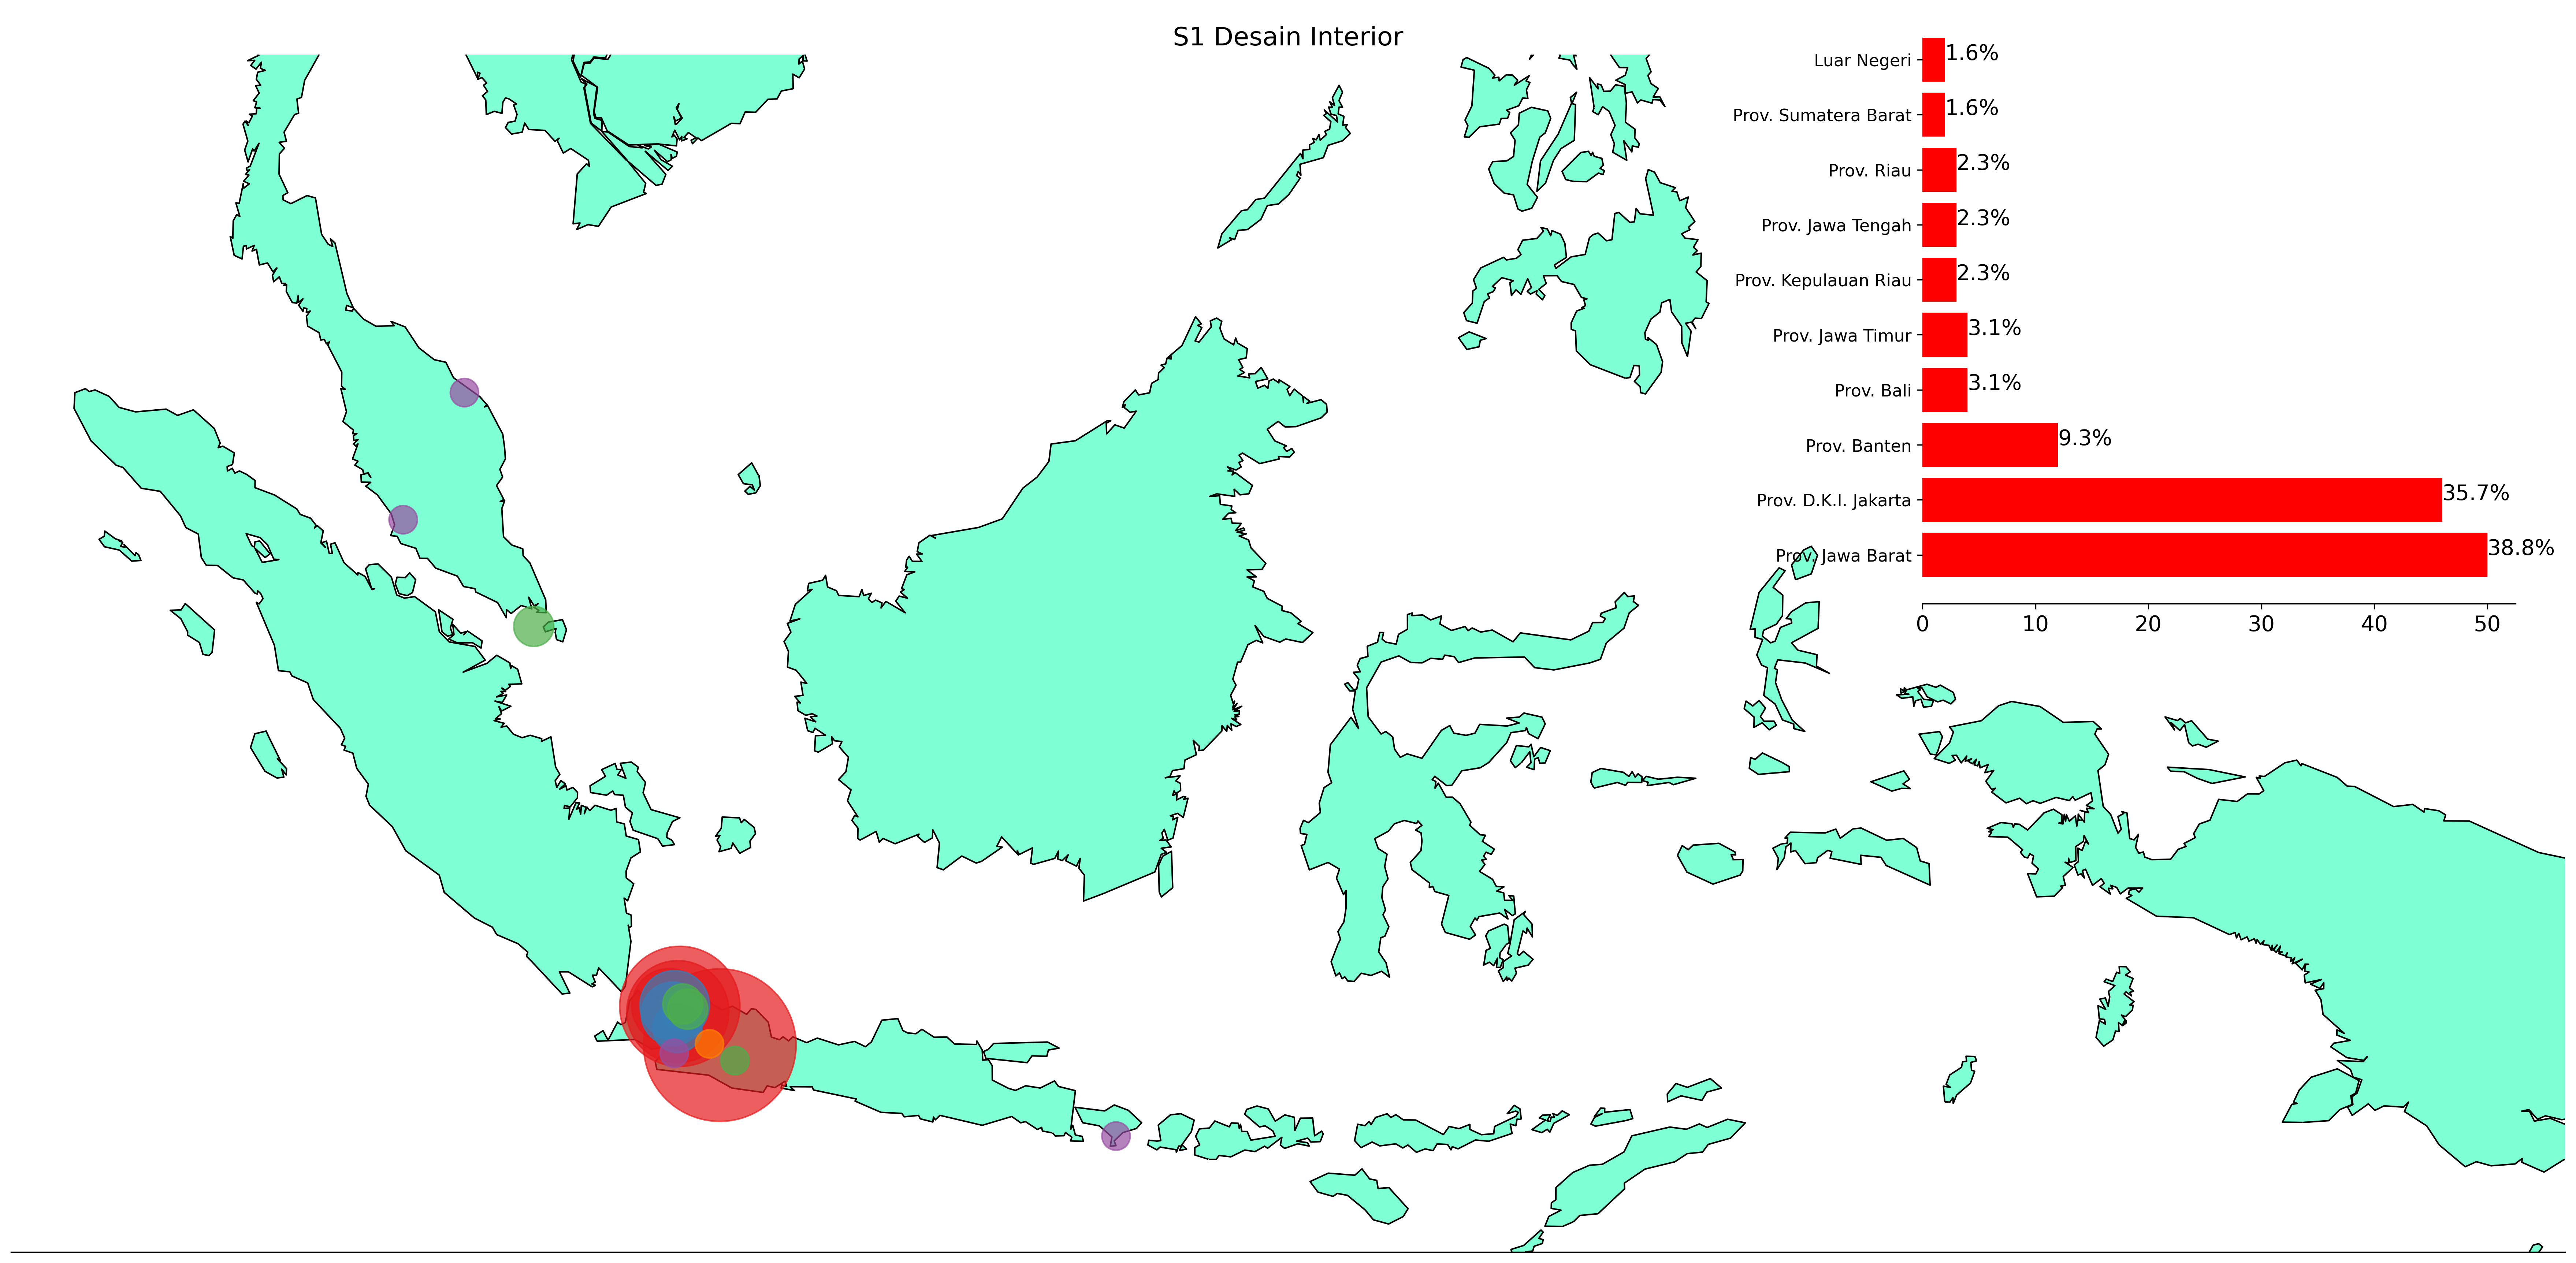 S1 Desain Interior
Luar Negeri 1.6%
Prov. Sumatera Barat 1.6%
Prov. Riau 2.3%
Prov. Jawa Tengah 2.3%
Prov. Kepulauan Riau 2.3%
Prov. Jawa Timur 3.1%
Prov. Bali 3.1%
Prov. Banten 9.3%
Prov. D.K.I. Jakarta 35.7%
Prov. Jawa Barat 38.8%
0 10 20 30 40 50